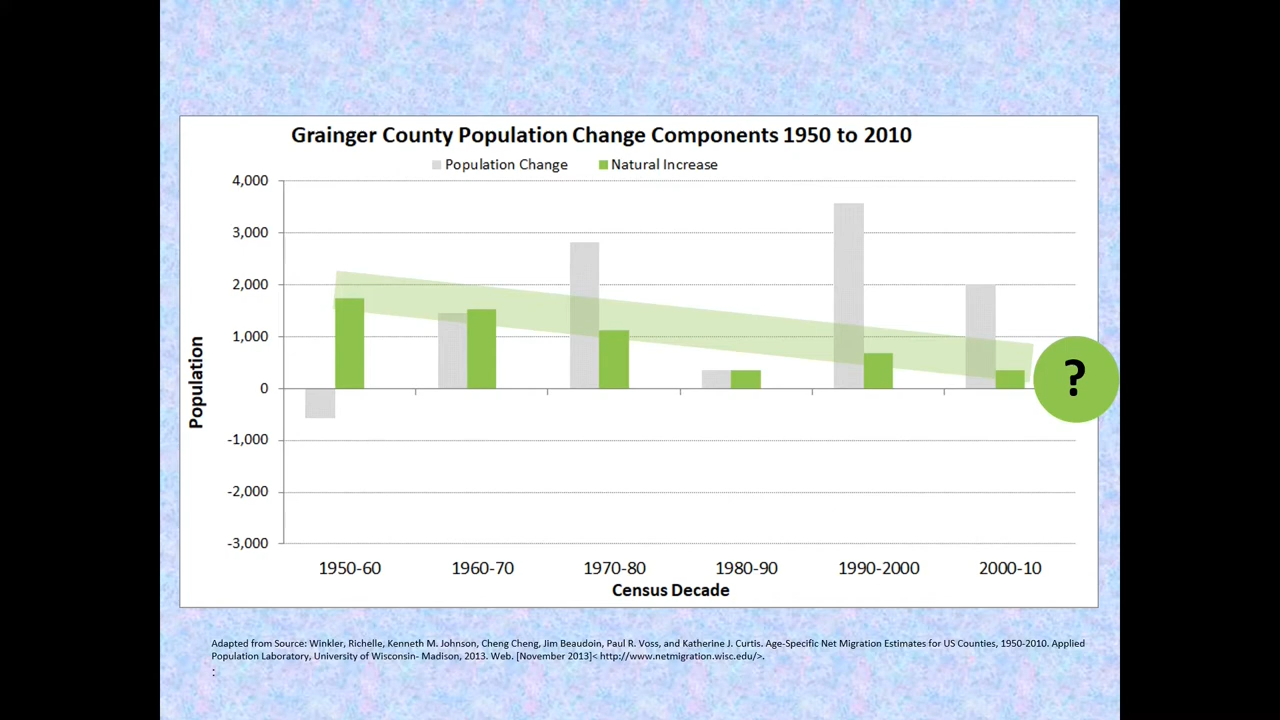 Grainger County Population Change Components 1950 to 2010
Population Change Natural Increase
4,000
3,000
2,000
1,000
0
-1,000
-2,000
-3,000
Population
?
1950-60 1960-70 1970-80 1980-90 1990-2000 2000-10
Census Decade
Adapted from Source: Winkler, Richelle, Kenneth M. Johnson, Cheng Cheng, Jim Beaudoin, Paul R. Voss, and Katherine J. Curtis. Age-Specific Net Migration Estimates for US Counties, 1950-2010. Applied
Population Laboratory, University of Wisconsin- Madison, 2013. Web. [November 2013]< http://www.netmigration.wisc.edu/>.
: